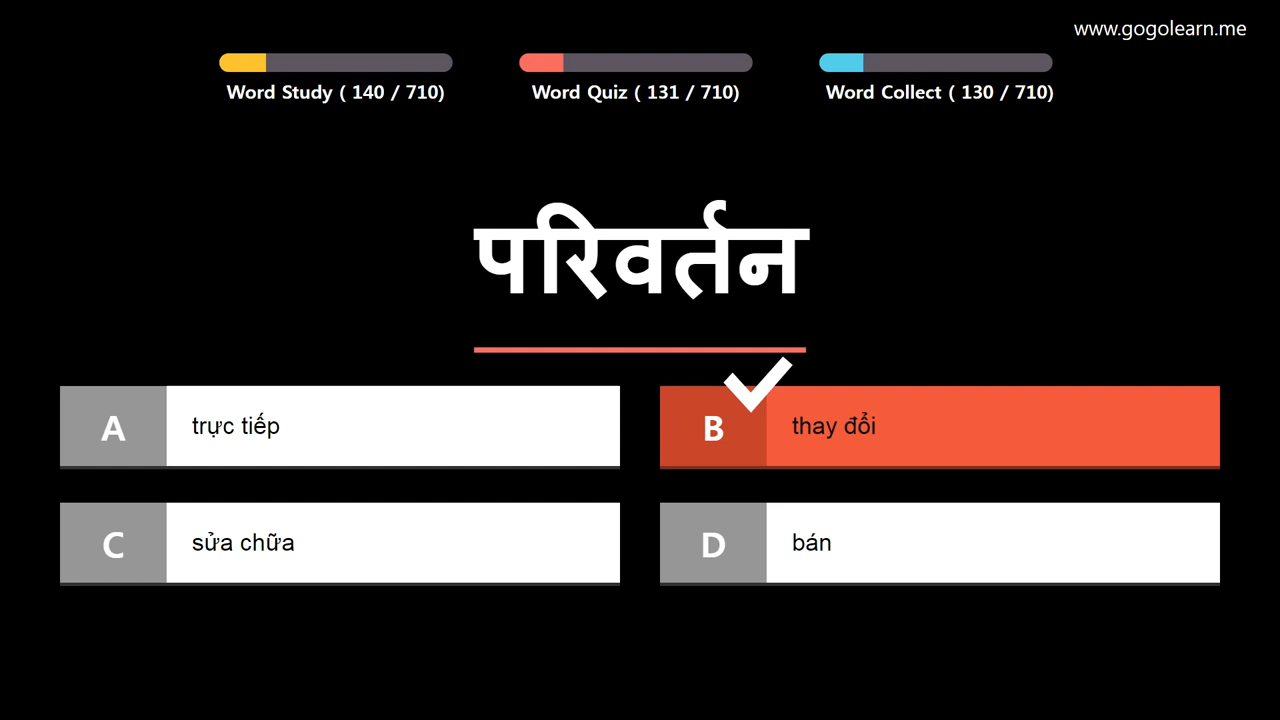 www.gogolearn.me
Word Study ( 140 / 710)
Word Quiz ( 131 / 710)
Word Collect ( 130 / 710)
परिवर्तन
A
trực tiếp
B
thay đổi
C
sửa chữa
D
bán